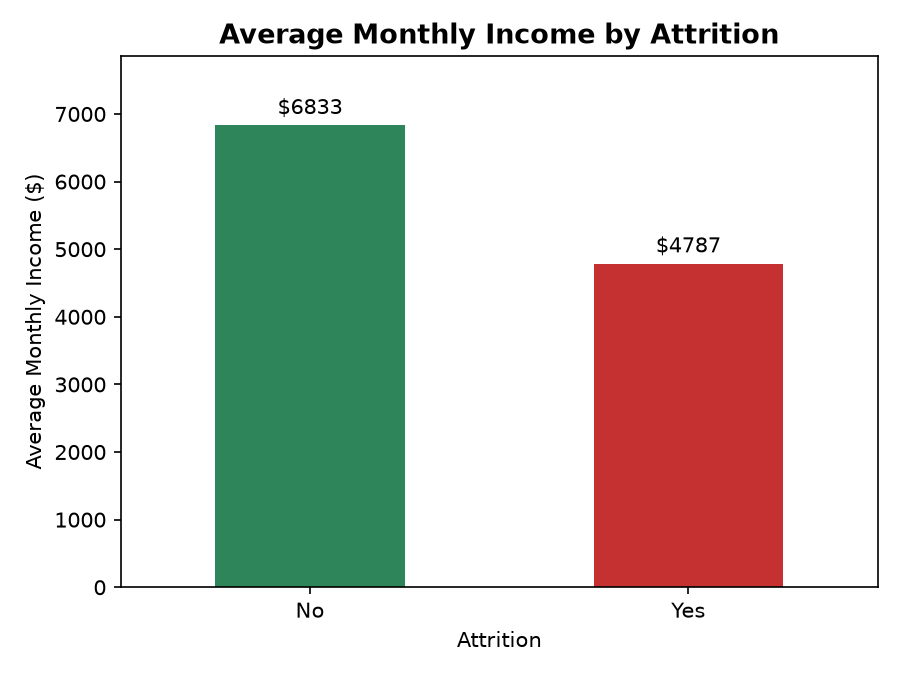 Average Monthly Income by Attrition
Average Monthly Income ($)
7000
6000
5000
4000
3000
2000
1000
0
$6833
$4787
No
Yes
Attrition